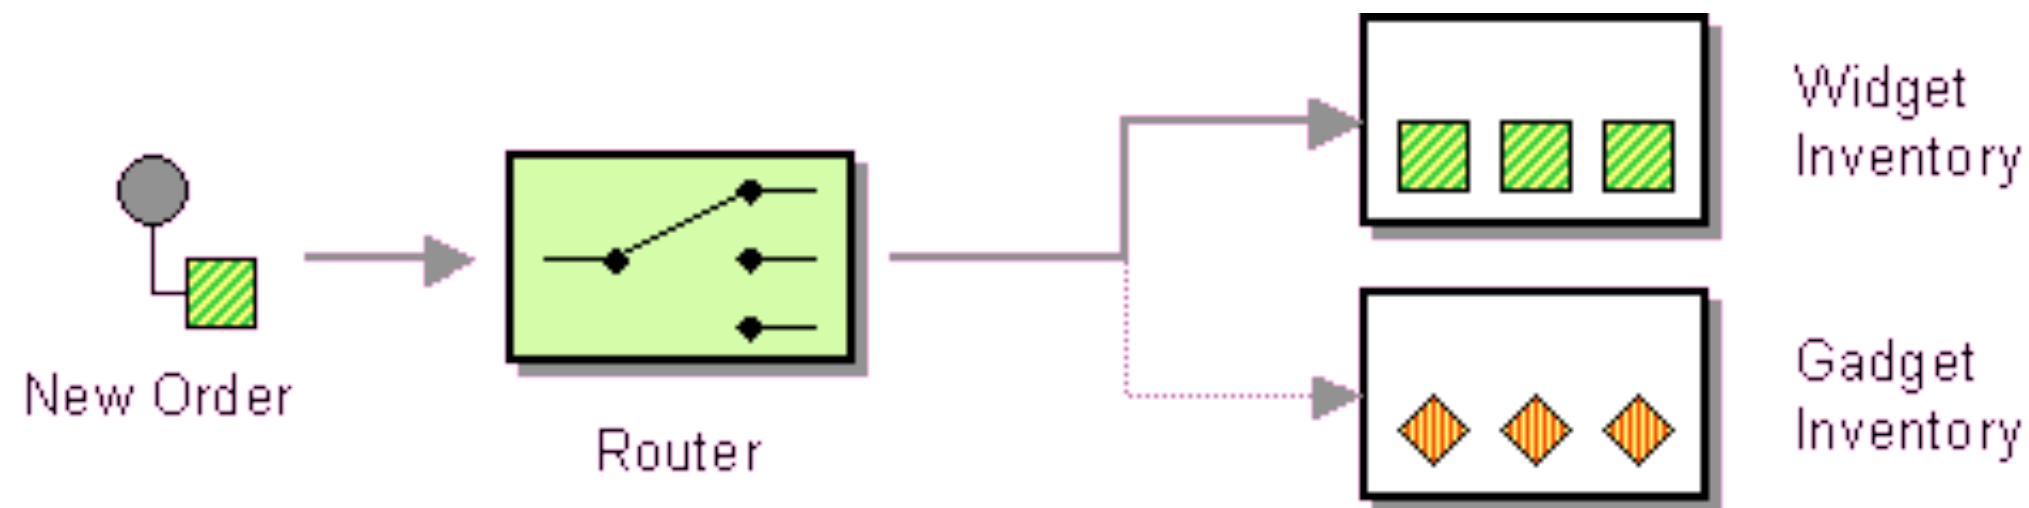 New Order
Router
Widget
Inventory
Gadget
Inventory